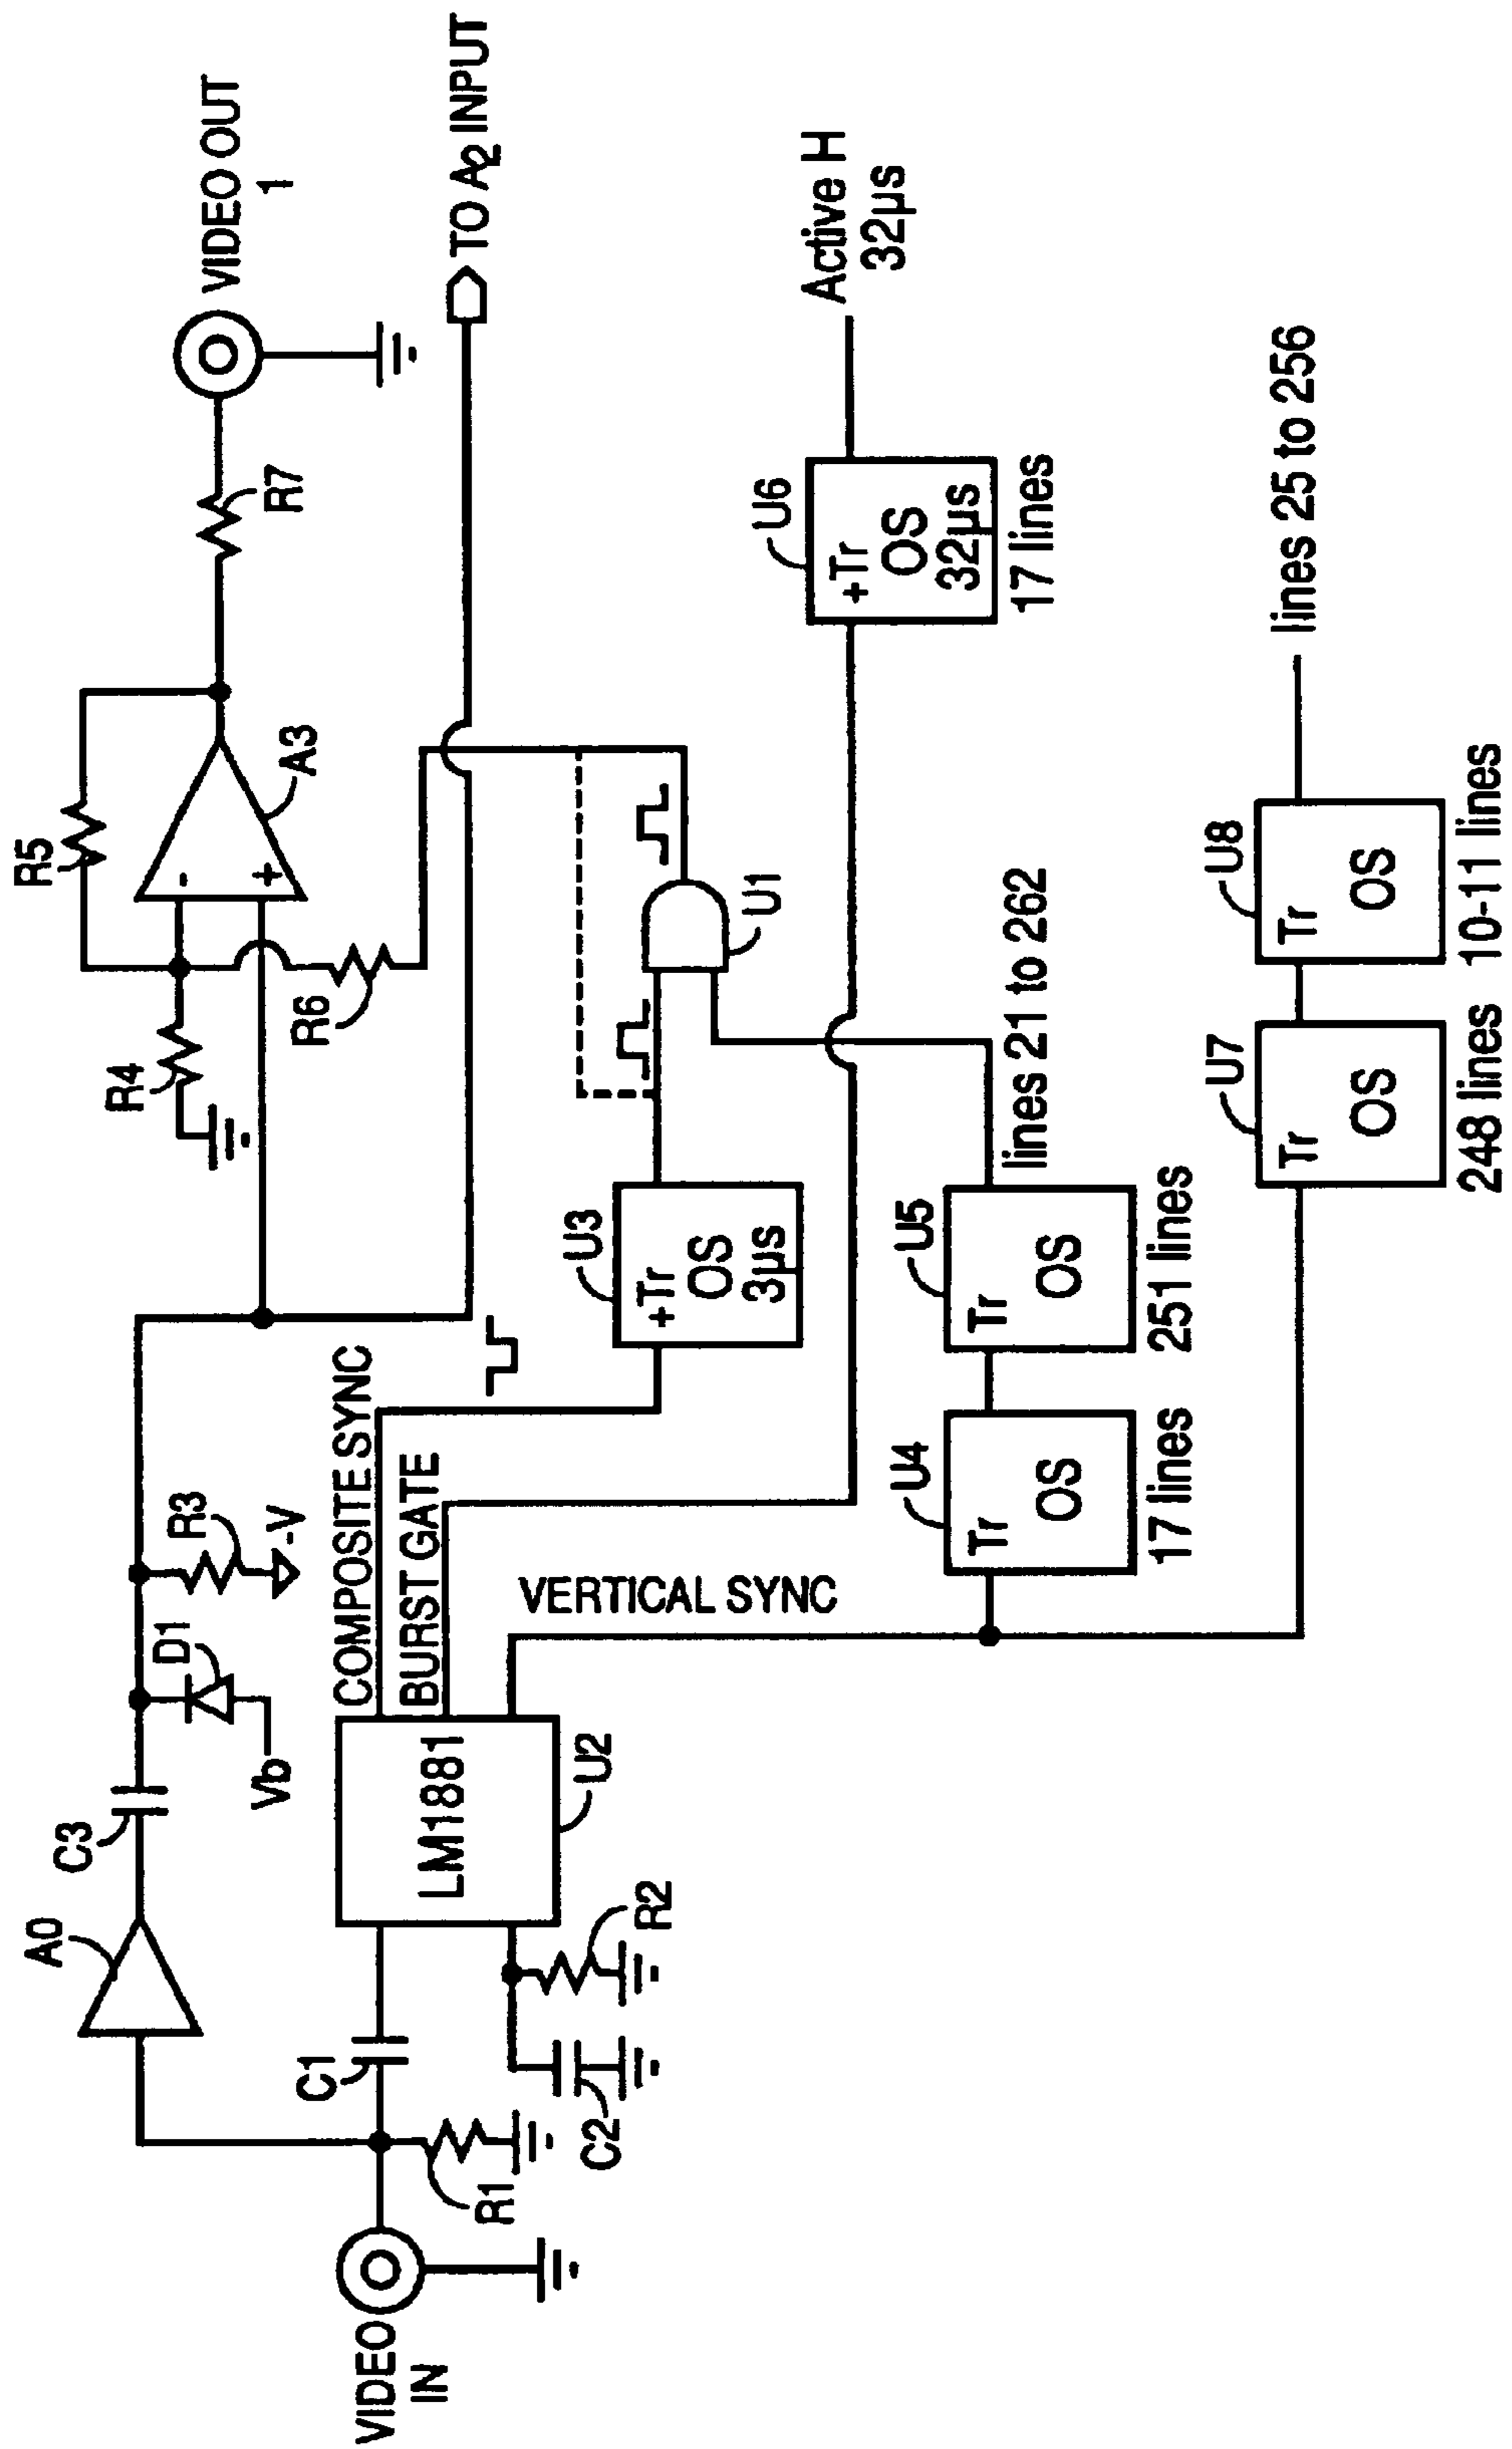 VIDEO
IN
R1
C1
C2
R2
A0
C3
D1
Vb
R3
-V
LM1881
U2
COMPOSITE SYNC
BURST GATE
VERTICAL SYNC
R4
R5
R6
-
+
A3
R7
VIDEO OUT
1
TO A2 INPUT
U3
+Tr
OS
3µs
U1
U6
+Tr
OS
32µs
17 lines
Active H
32µs
U4
Tr
OS
17 lines
U5
Tr
OS
251 lines
lines 21 to 262
U7
Tr
OS
248 lines
U8
Tr
OS
10-11 lines
lines 25 to 256